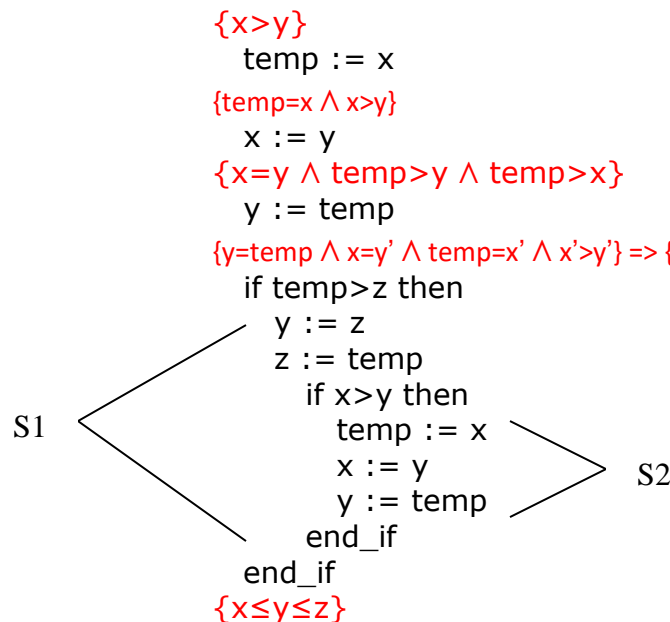 {x>y}
temp := x
{temp=x ∧ x>y}
x := y
{x=y ∧ temp>y ∧ temp>x}
y := temp
{y=temp ∧ x=y' ∧ temp=x' ∧ x'>y'} => {
if temp>z then
y := z
z := temp
if x>y then
S1
temp := x
x := y
S2
y := temp
end_if
end_if
{x≤y≤z}